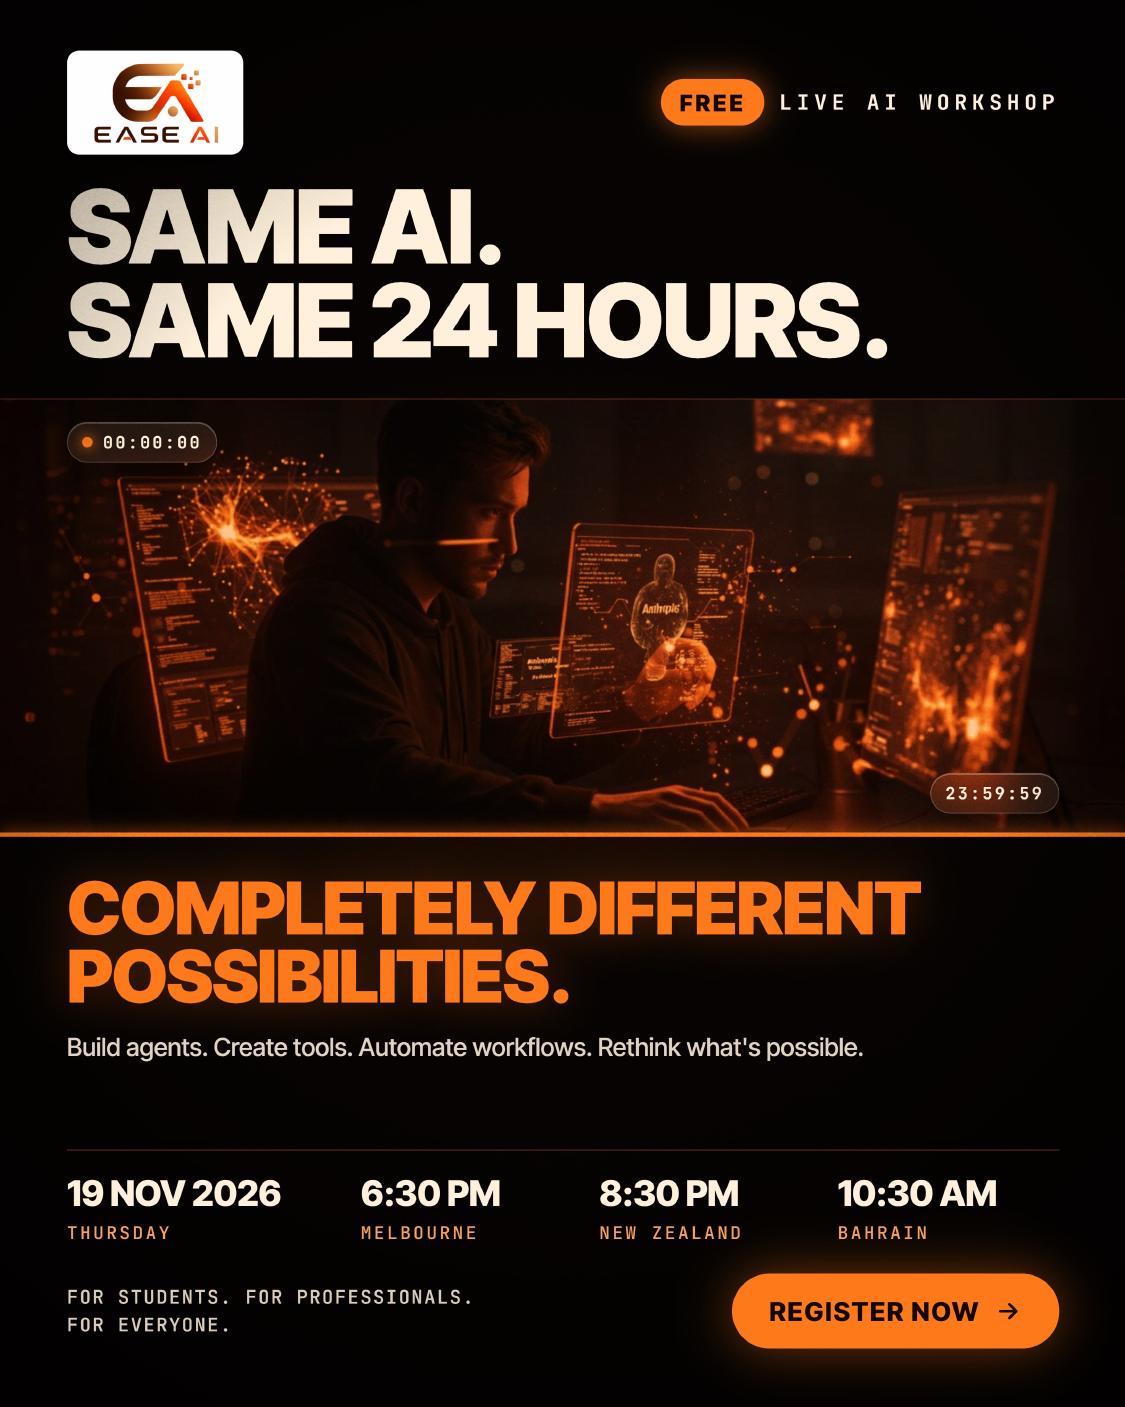 EASE AI
FREE LIVE AI WORKSHOP
SAME AI.
SAME 24 HOURS.
00:00:00
23:59:59
COMPLETELY DIFFERENT
POSSIBILITIES.
Build agents. Create tools. Automate workflows. Rethink what's possible.
19 NOV 2026
THURSDAY
6:30 PM
MELBOURNE
8:30 PM
NEW ZEALAND
10:30 AM
BAHRAIN
FOR STUDENTS. FOR PROFESSIONALS.
FOR EVERYONE.
REGISTER NOW →